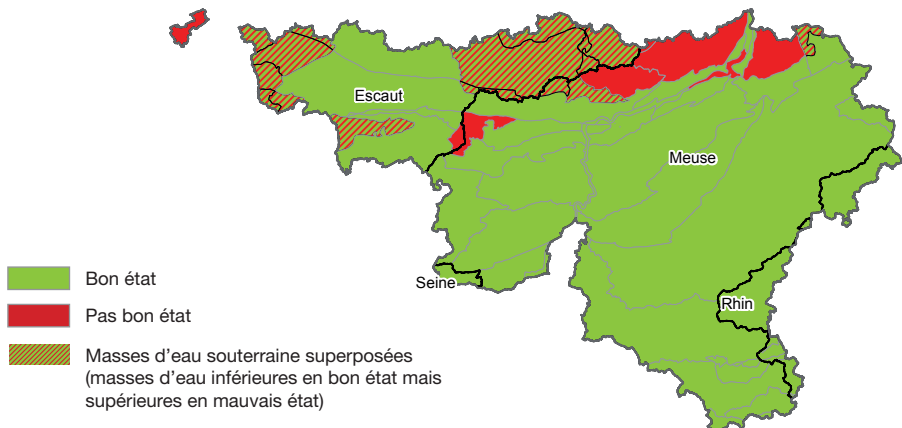 Escaut
Meuse
Seine
Rhin
Bon état
Pas bon état
Masses d'eau souterraine superposées
(masses d'eau inférieures en bon état mais
supérieures en mauvais état)